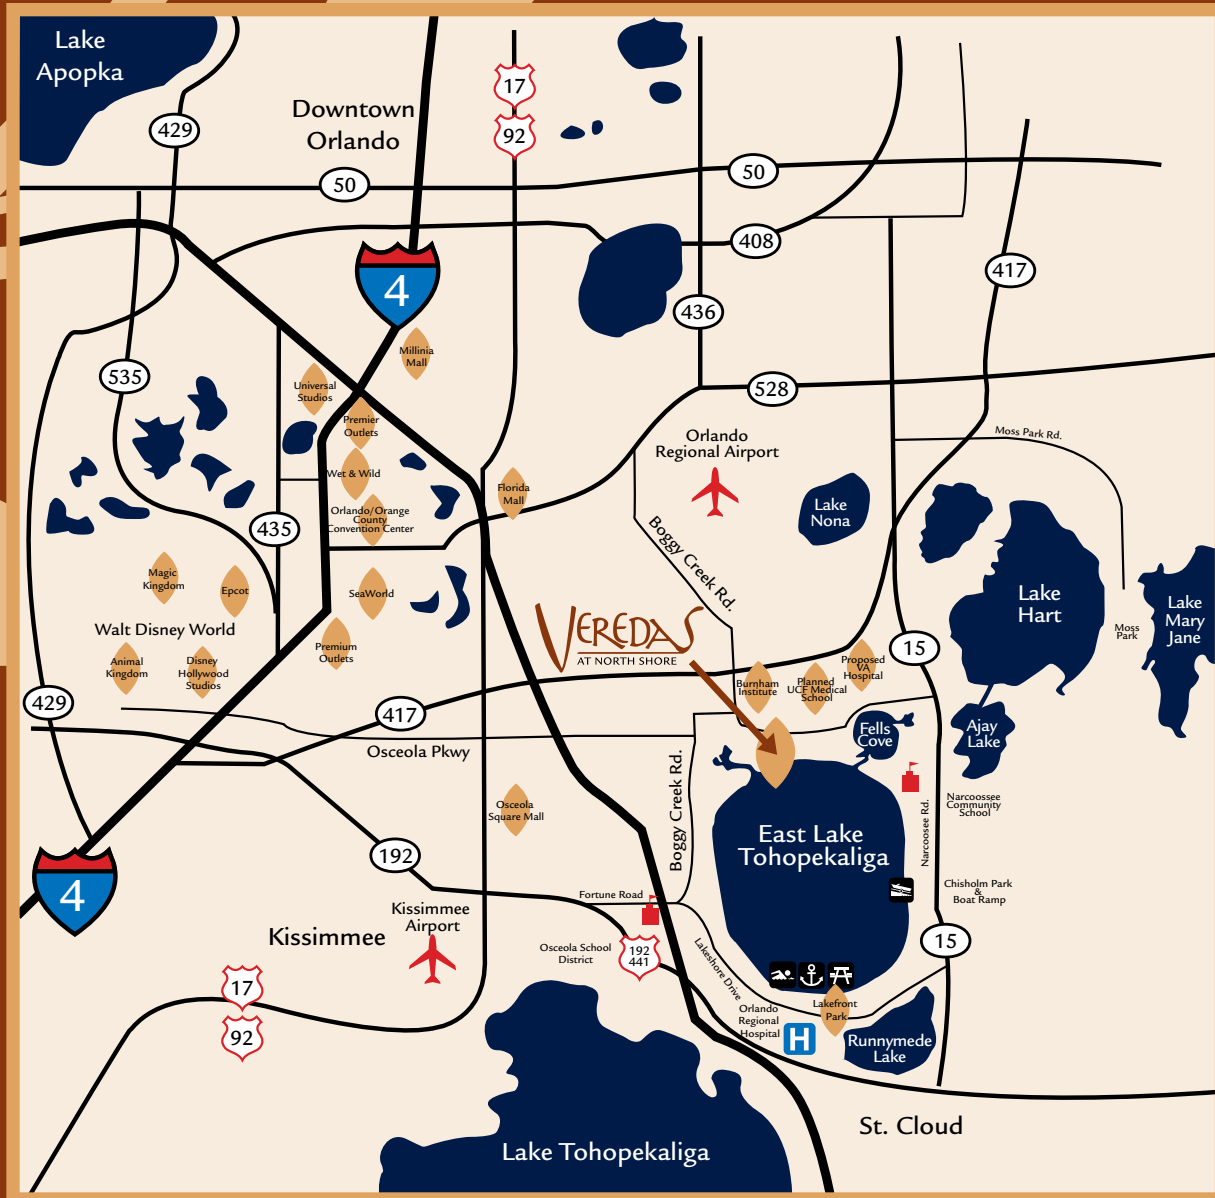 Lake
Apopka
Downtown
Orlando
17
92
429
50
50
408
417
4
436
Millinia
Mall
535
Universal
Studios
528
Premier
Outlets
Orlando
Regional Airport
Moss Park Rd.
Wet & Wild
Florida
Mall
Lake
Nona
Orlando/Orange
County
Convention Center
435
Boggy Creek Rd.
Magic
Kingdom
Epcot
SeaWorld
Lake
Hart
Lake
Mary
Jane
Walt Disney World
VEREDAS
AT NORTH SHORE
Moss
Park
Premium
Outlets
15
Animal
Kingdom
Disney
Hollywood
Studios
Proposed
VA
Hospital
Burnham
Institute
Planned
UCF Medical
School
429
417
Osceola Pkwy
Fells
Cove
Ajay
Lake
Boggy Creek Rd.
Osceola
Square Mall
Narcoossee
Community
School
Narcoosee Rd.
East Lake
Tohopekaliga
192
4
Chisholm Park
&
Boat Ramp
Fortune Road
Kissimmee
Airport
Kissimmee
Osceola School
District
192
441
Lakeshore Drive
15
17
92
Lakefront
Park
Orlando
Regional
Hospital
H
Runnymede
Lake
St. Cloud
Lake Tohopekaliga